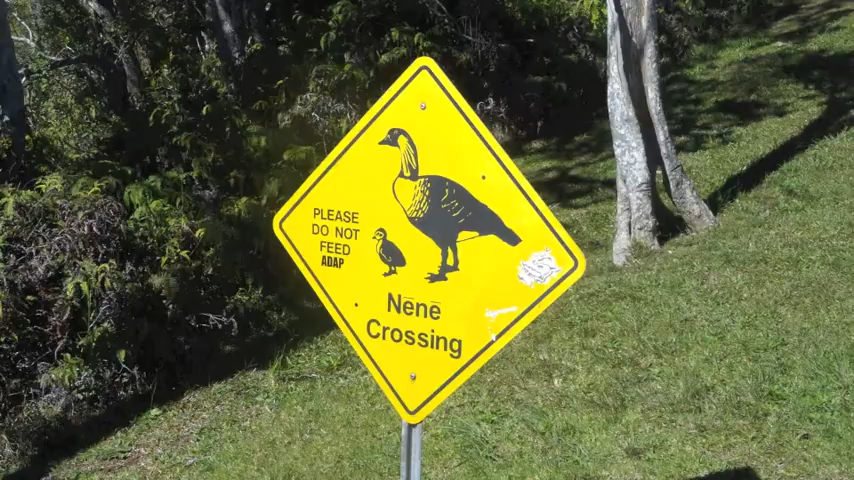 PLEASE
DO NOT
FEED
ADAP
Nēnē
Crossing